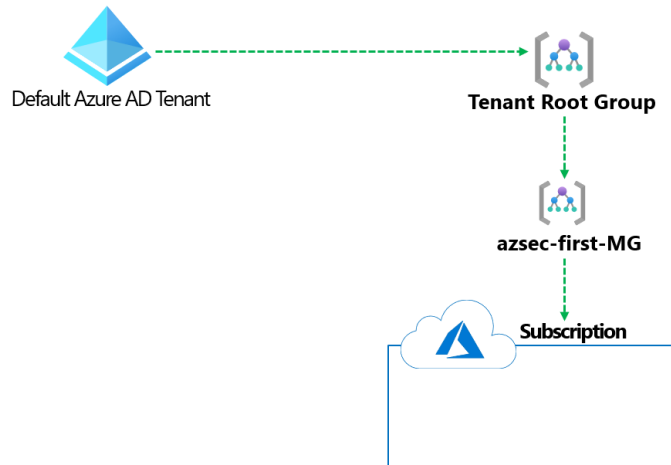 Default Azure AD Tenant
Tenant Root Group
azsec-first-MG
Subscription